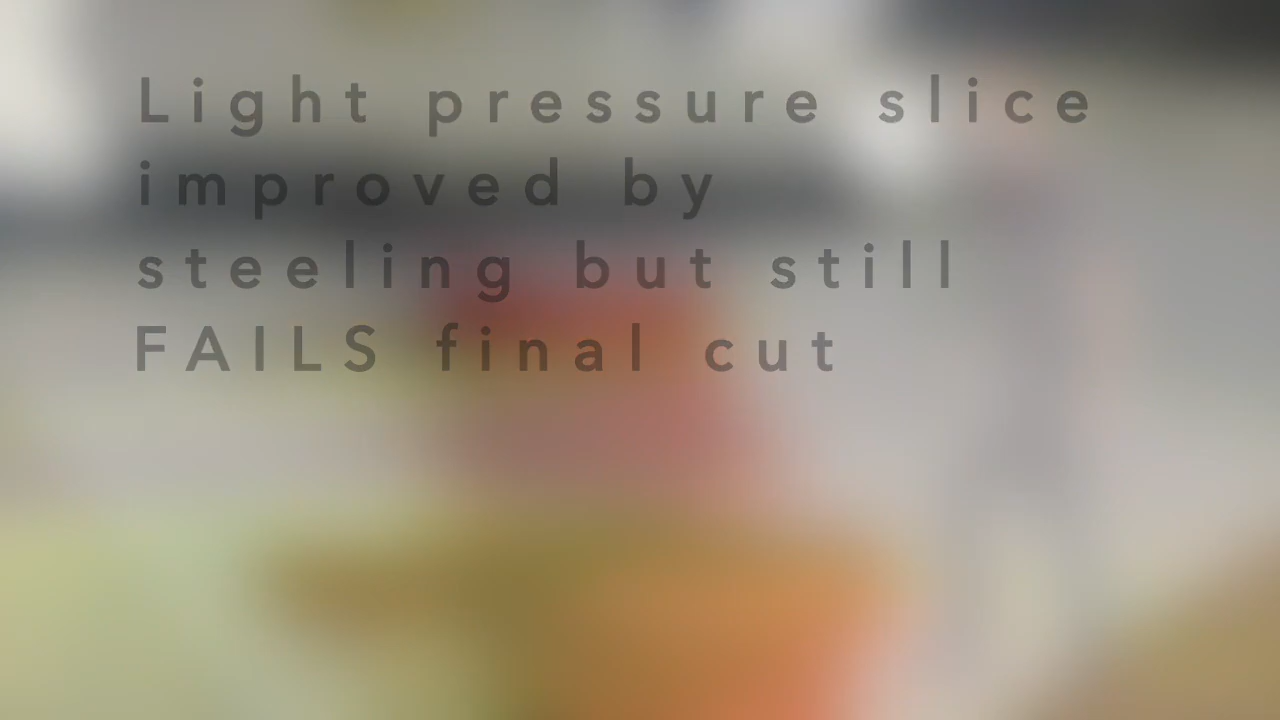 Light pressure slice
improved by
steeling but still
FAILS final cut